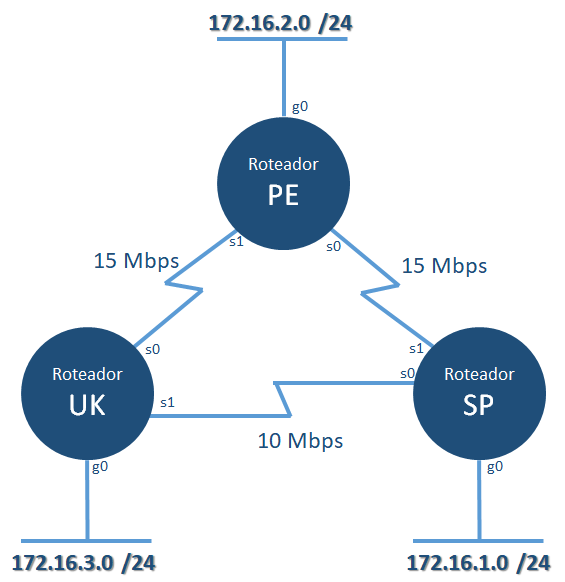 172.16.2.0 /24
g0
Roteador
PE
s1
s0
15 Mbps
15 Mbps
s0
s1
Roteador
UK
s1
s0
Roteador
SP
10 Mbps
g0
g0
172.16.3.0 /24
172.16.1.0 /24